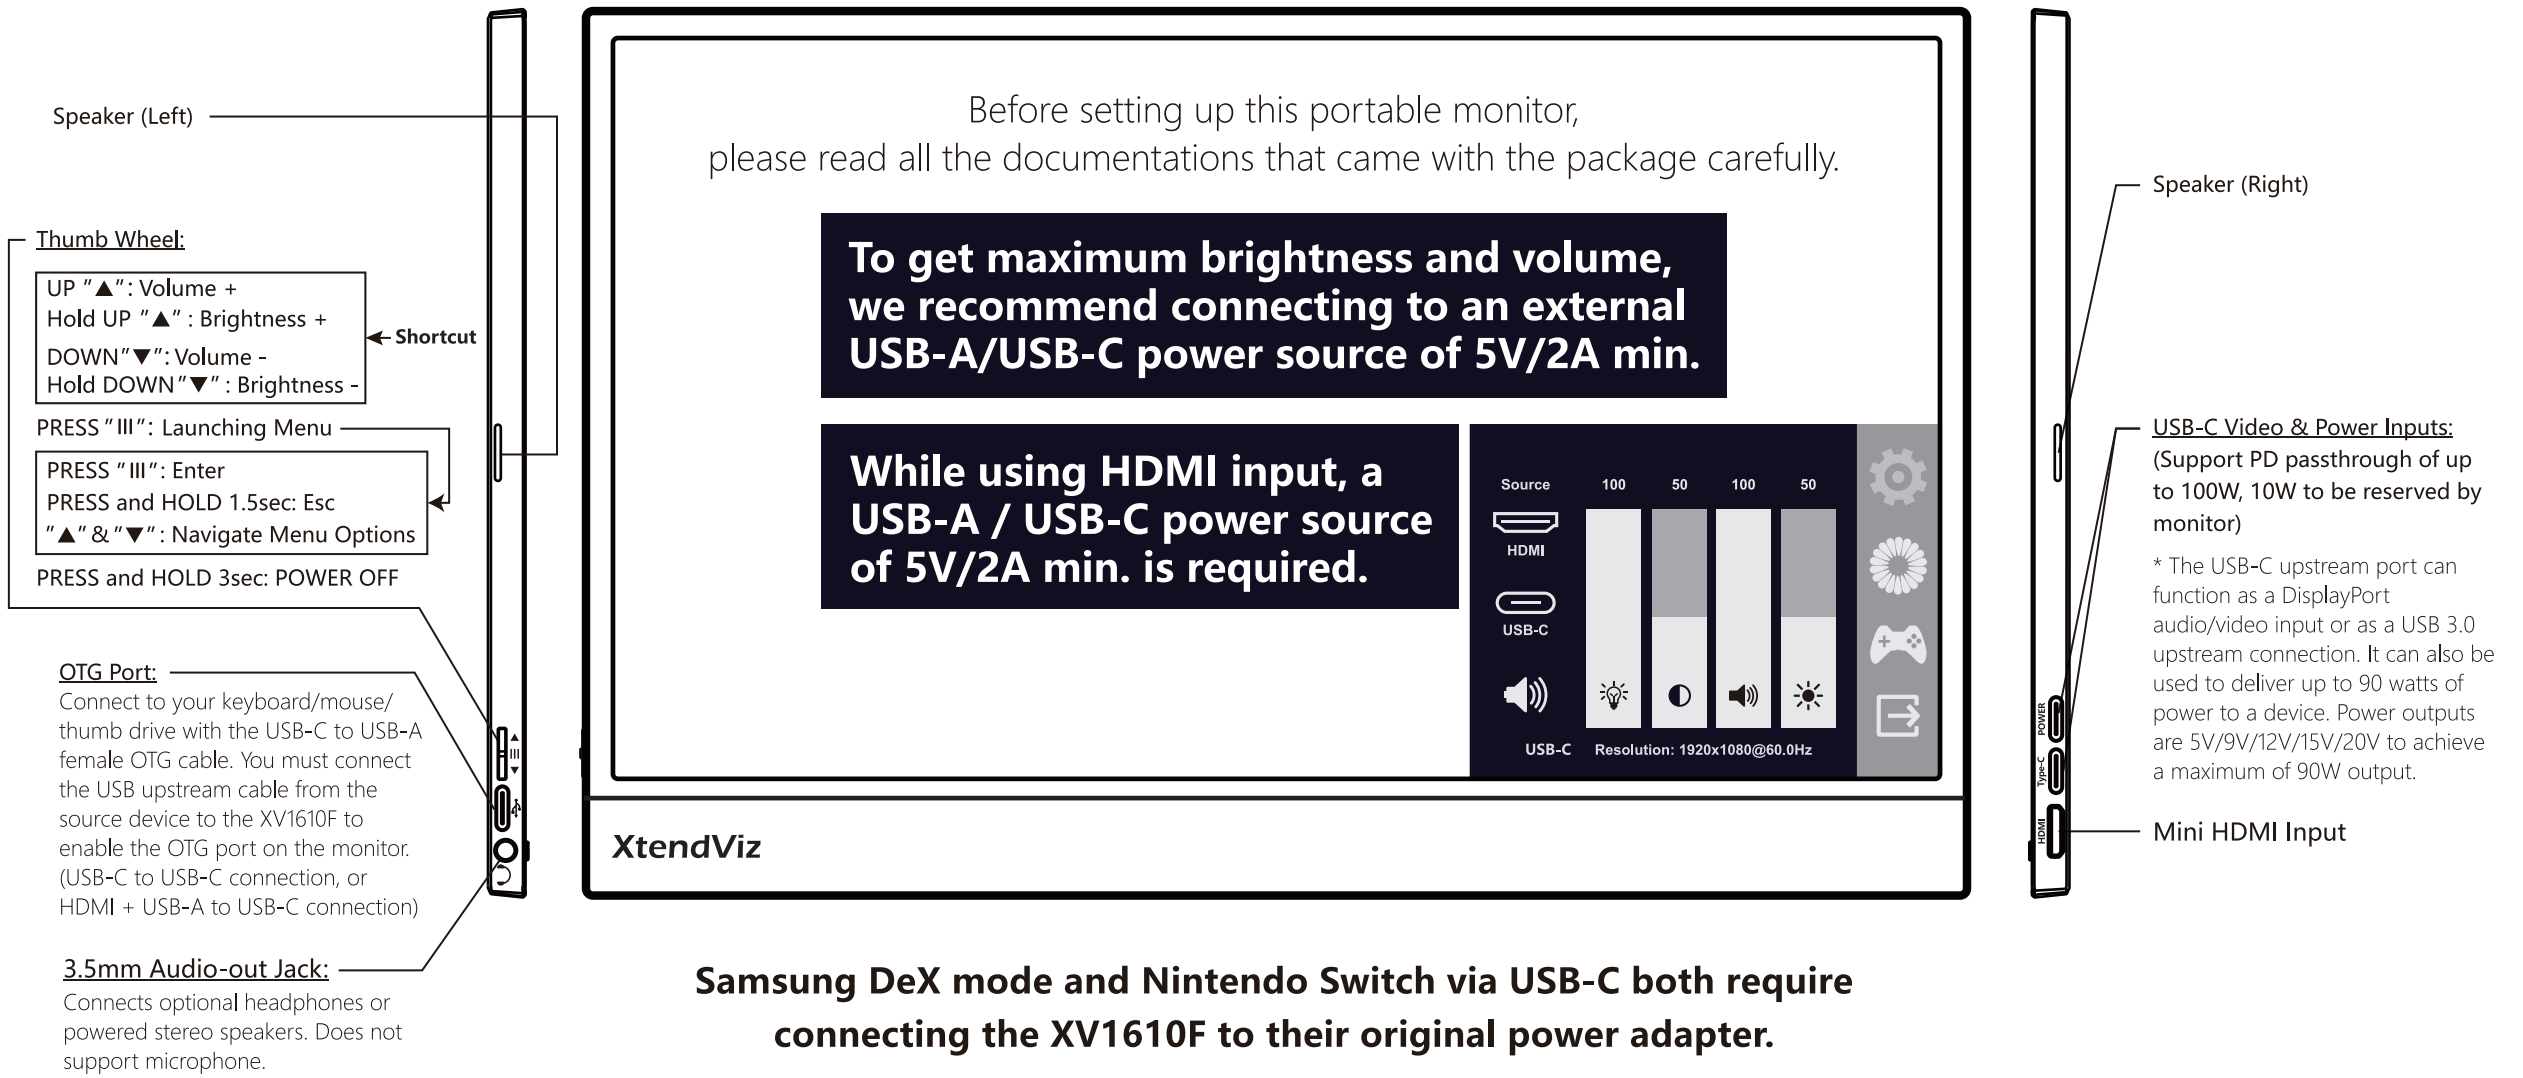 Speaker (Left)
Thumb Wheel:
UP "▲": Volume +
Hold UP "▲" : Brightness +
DOWN"▼": Volume -
Hold DOWN"▼" : Brightness -
Shortcut
PRESS "III": Launching Menu
PRESS "III": Enter
PRESS and HOLD 1.5sec: Esc
"▲" & "▼": Navigate Menu Options
PRESS and HOLD 3sec: POWER OFF
OTG Port:
Connect to your keyboard/mouse/
thumb drive with the USB-C to USB-A
female OTG cable. You must connect
the USB upstream cable from the
source device to the XV1610F to
enable the OTG port on the monitor.
(USB-C to USB-C connection, or
HDMI + USB-A to USB-C connection)
3.5mm Audio-out Jack:
Connects optional headphones or
powered stereo speakers. Does not
support microphone.
Before setting up this portable monitor,
please read all the documentations that came with the package carefully.
To get maximum brightness and volume,
we recommend connecting to an external
USB-A/USB-C power source of 5V/2A min.
While using HDMI input, a
USB-A / USB-C power source
of 5V/2A min. is required.
Source 100 50 100 50
HDMI
USB-C
USB-C Resolution: 1920x1080@60.0Hz
XtendViz
Samsung DeX mode and Nintendo Switch via USB-C both require
connecting the XV1610F to their original power adapter.
Speaker (Right)
USB-C Video & Power Inputs:
(Support PD passthrough of up
to 100W, 10W to be reserved by
monitor)
* The USB-C upstream port can
function as a DisplayPort
audio/video input or as a USB 3.0
upstream connection. It can also be
used to deliver up to 90 watts of
power to a device. Power outputs
are 5V/9V/12V/15V/20V to achieve
a maximum of 90W output.
POWER
Type-C
HDMI
Mini HDMI Input